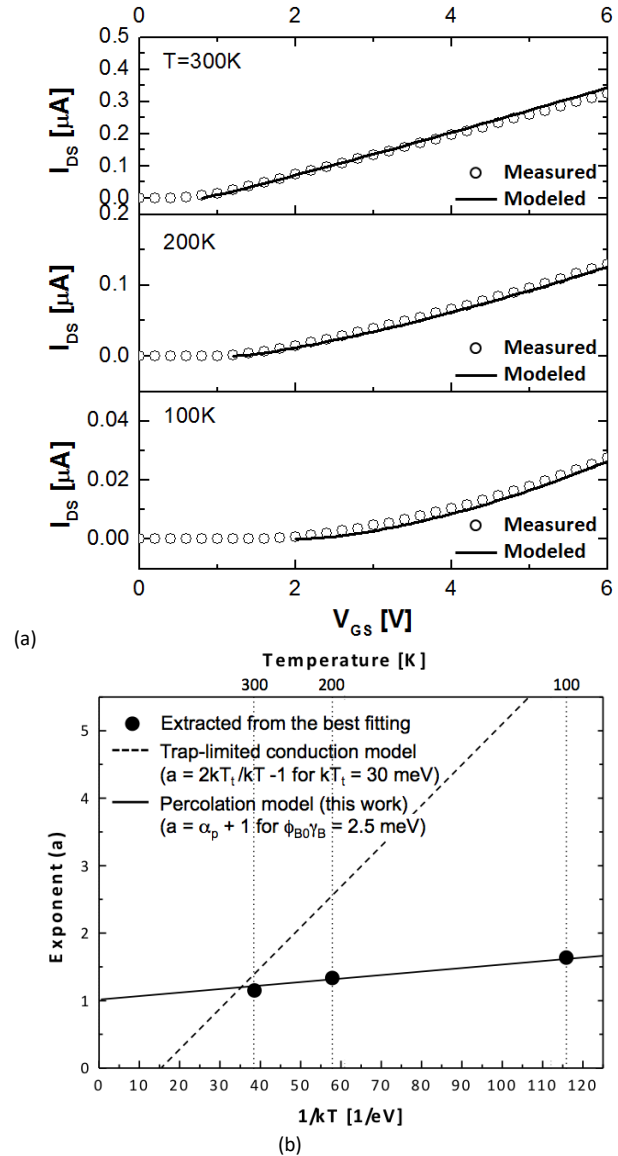 0 2 4 6
0.5
T=300K
0.4
0.3
I_DS [μA]
0.2
0.1
Measured
Modeled
0.0
0.2
200K
I_DS [μA]
0.1
Measured
Modeled
0.0
100K
0.04
I_DS [μA]
0.02
Measured
Modeled
0.00
0 2 4 6
V_GS [V]
(a)
Temperature [K]
300 200 100
5
Extracted from the best fitting
Trap-limited conduction model
(a = 2kT_t/kT -1 for kT_t = 30 meV)
4
Percolation model (this work)
(a = α_p + 1 for ϕ_B0γ_B = 2.5 meV)
3
Exponent (a)
2
1
0
0 10 20 30 40 50 60 70 80 90 100 110 120
1/kT [1/eV]
(b)